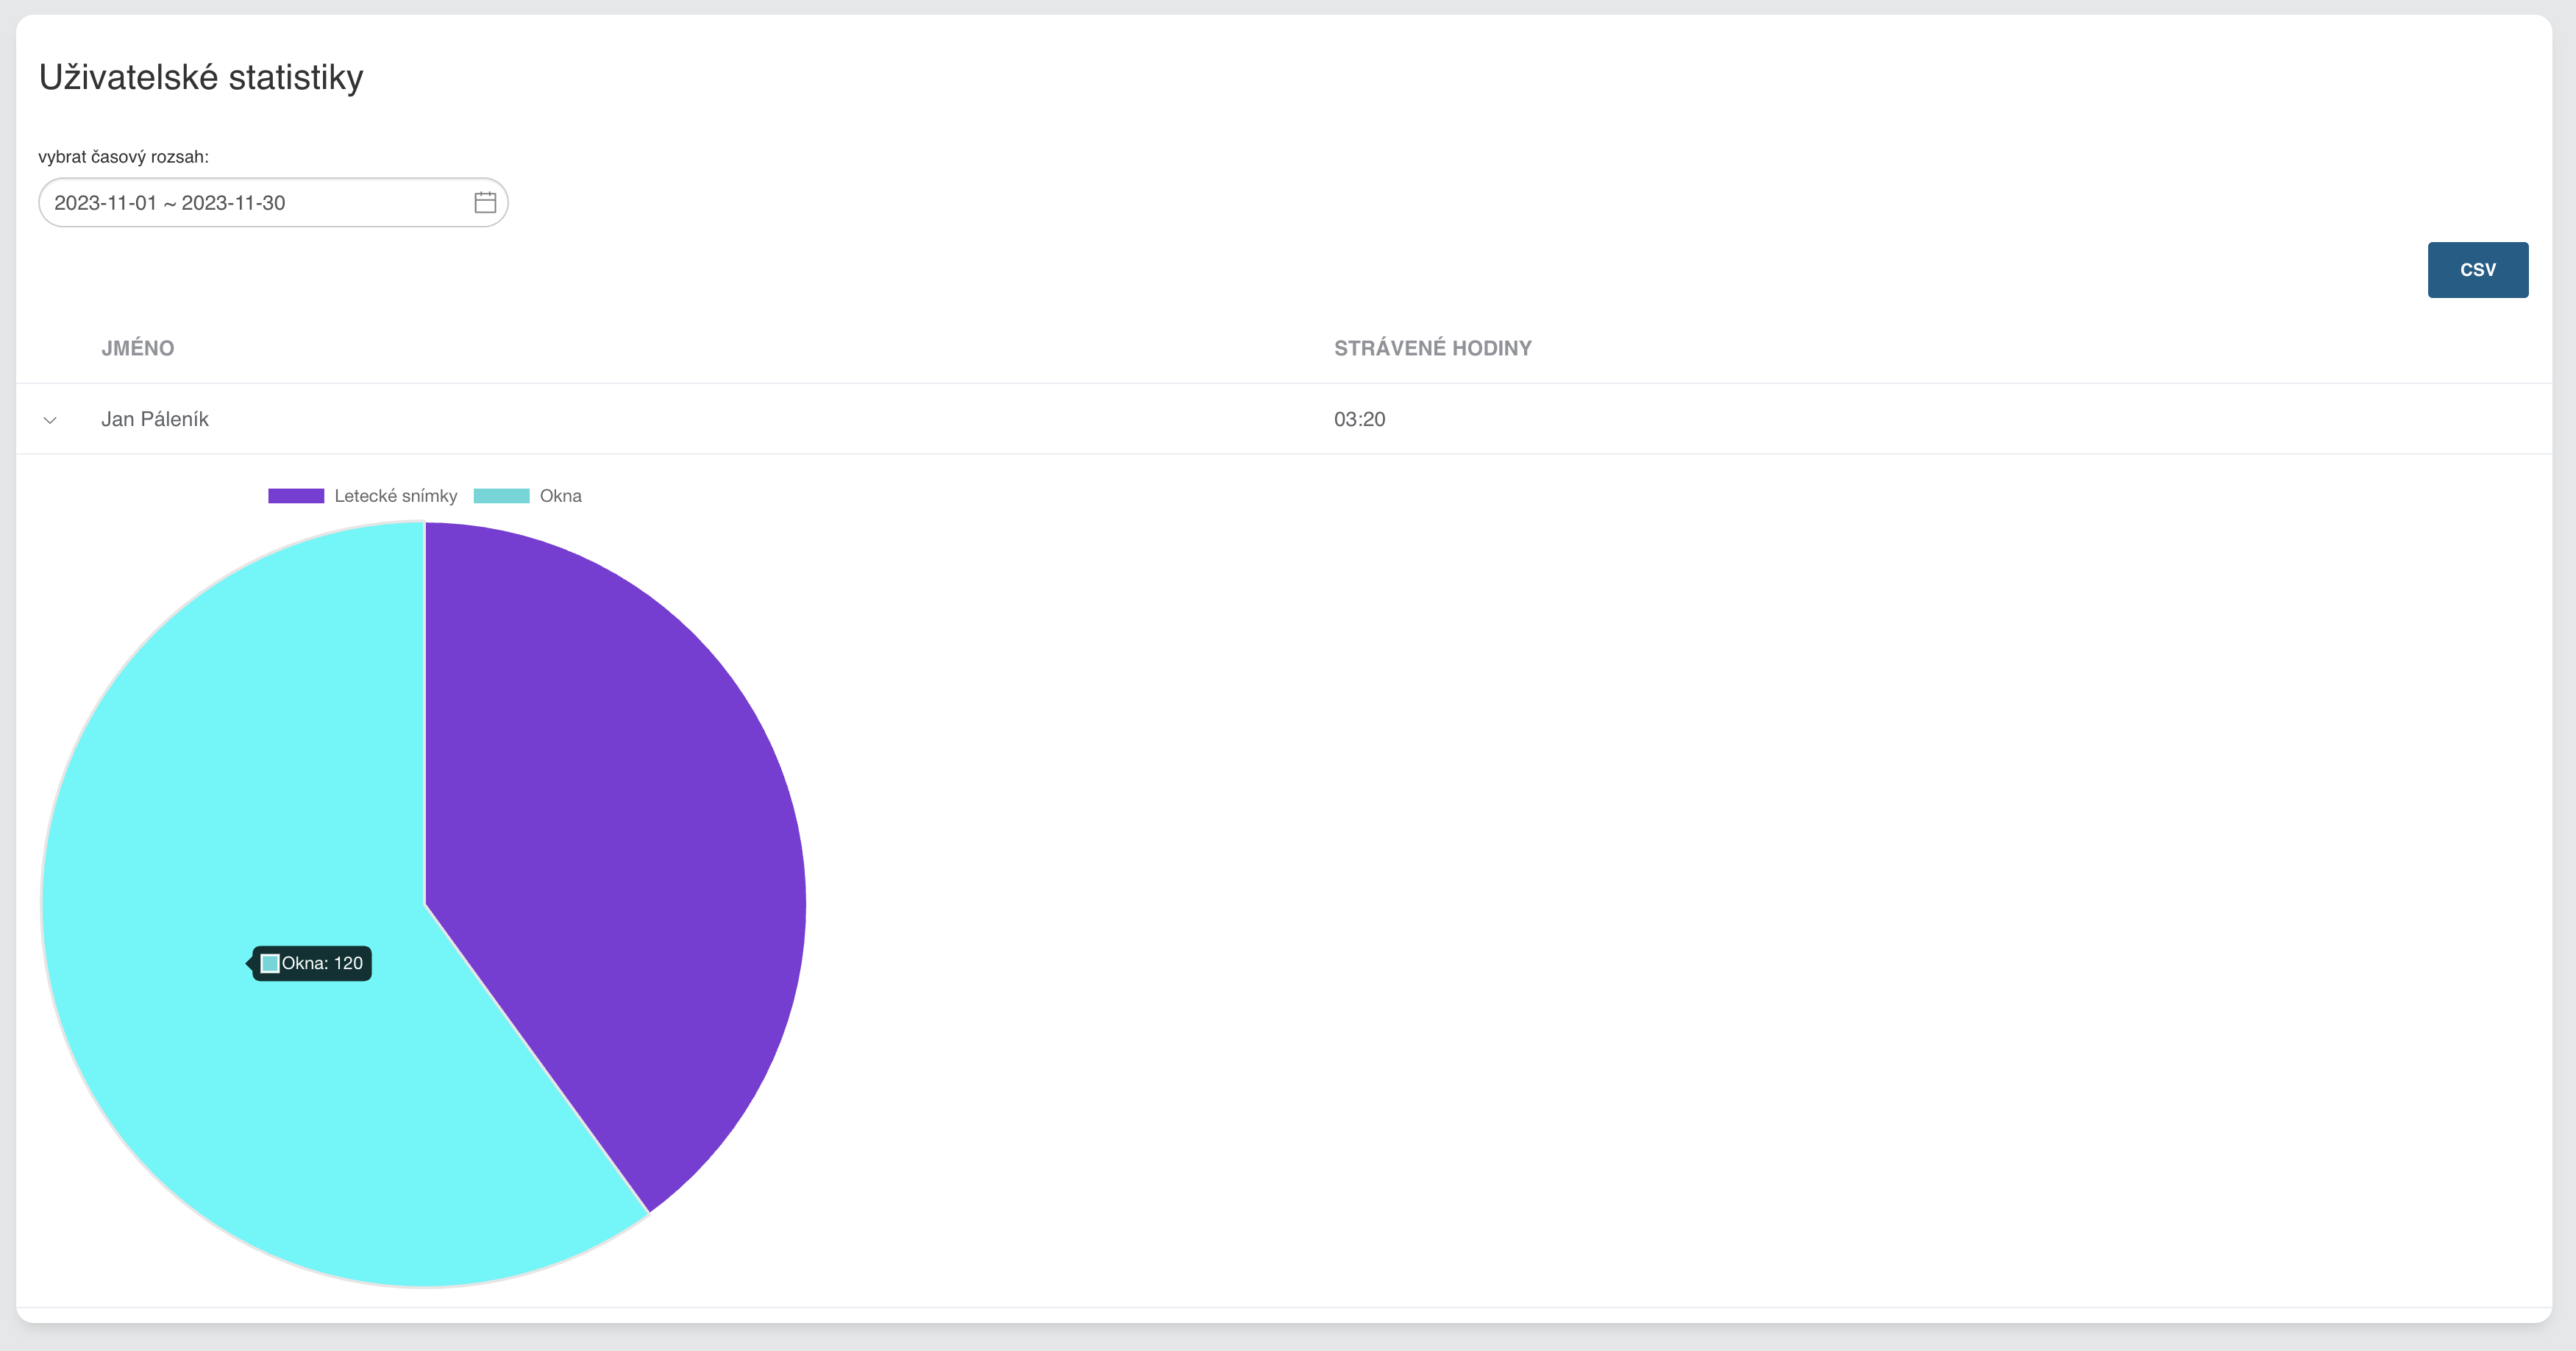 Uživatelské statistiky
vybrat časový rozsah:
2023-11-01 ~ 2023-11-30
CSV
JMÉNO STRÁVENÉ HODINY
Jan Páleník 03:20
Letecké snímky Okna
Okna: 120